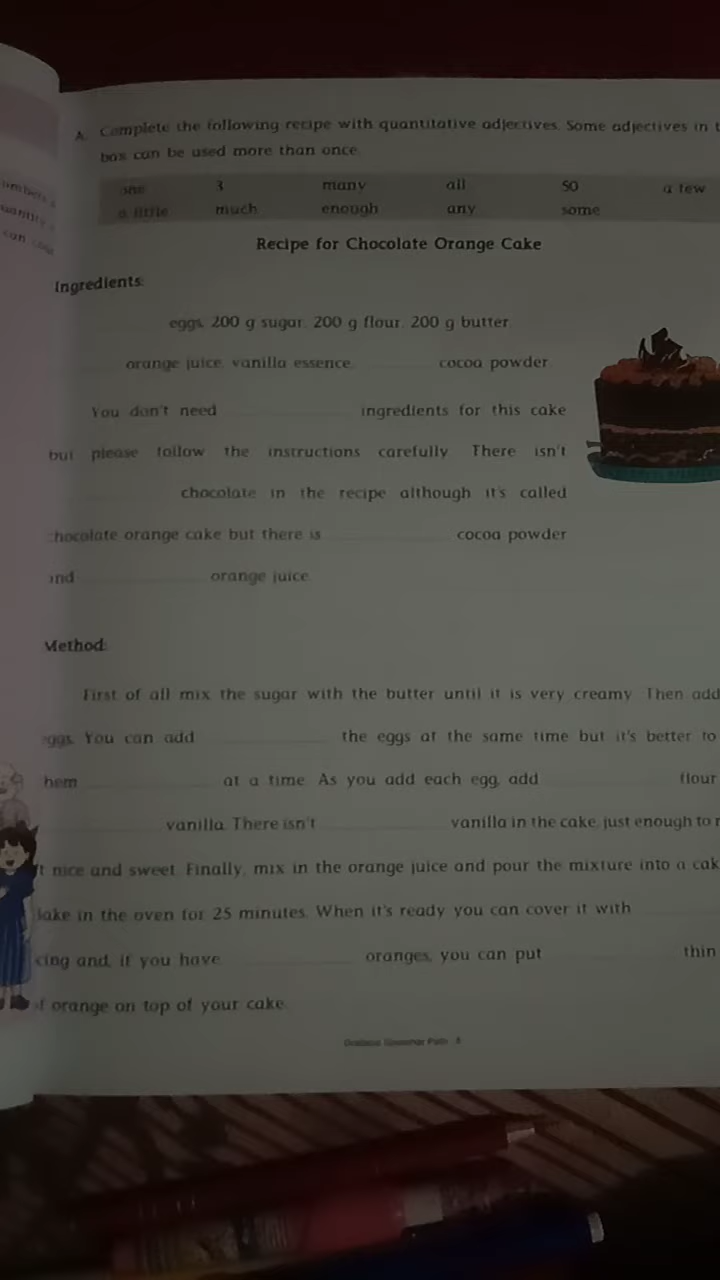 A. Complete the following recipe with quantitative adjectives. Some adjectives in
box can be used more than once.
one 3 many all 50 a few
a little much enough any some
Recipe for Chocolate Orange Cake
Ingredients:
eggs, 200 g sugar, 200 g flour, 200 g butter
orange juice, vanilla essence, cocoa powder
You don't need ingredients for this cake
but please follow the instructions carefully. There isn't
chocolate in the recipe although it's called
chocolate orange cake but there is cocoa powder
and orange juice.
Method:
First of all mix the sugar with the butter until it is very creamy. Then add
eggs. You can add the eggs at the same time but it's better to
hem at a time. As you add each egg, add flour
vanilla. There isn't vanilla in the cake, just enough to
t nice and sweet. Finally, mix in the orange juice and pour the mixture into a cak
ake in the oven for 25 minutes. When it's ready you can cover it with
cing and, if you have oranges, you can put thin
f orange on top of your cake.